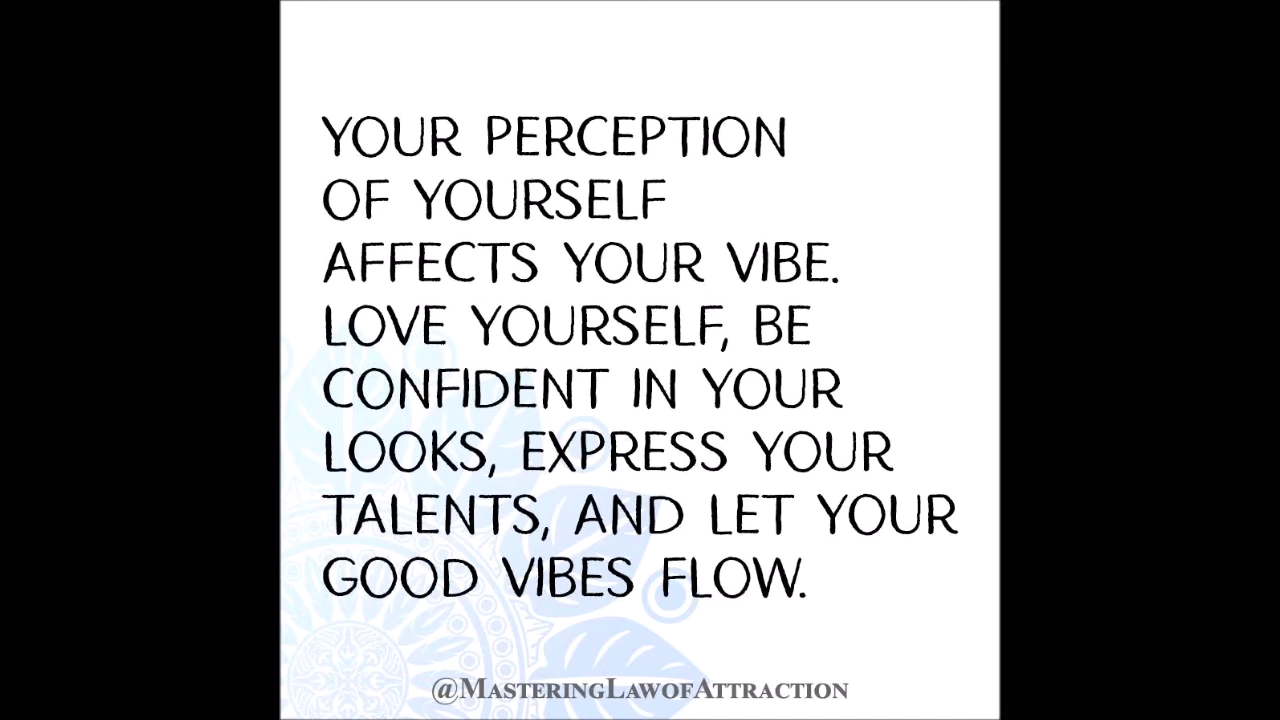 YOUR PERCEPTION
OF YOURSELF
AFFECTS YOUR VIBE.
LOVE YOURSELF, BE
CONFIDENT IN YOUR
LOOKS, EXPRESS YOUR
TALENTS, AND LET YOUR
GOOD VIBES FLOW.
@MasteringLawofAttraction